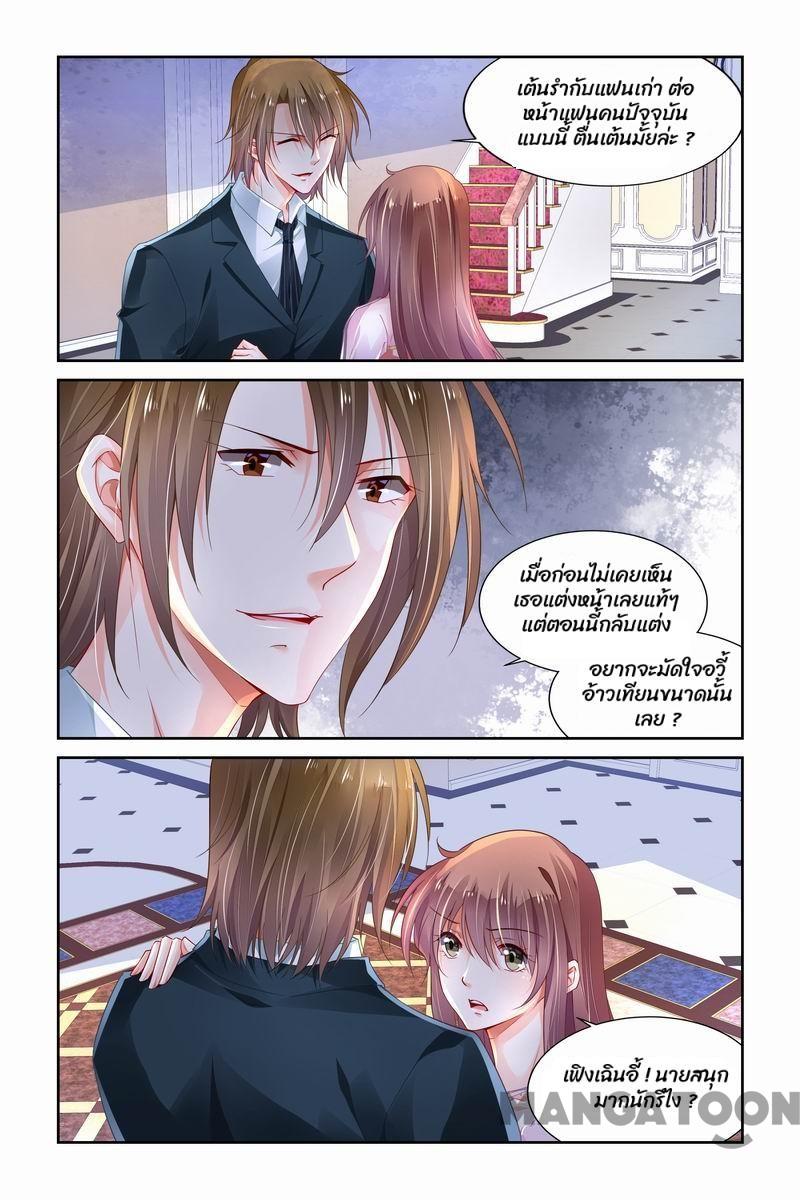 เต้นรำกับแฟนเก่า ต่อ
หน้าแฟนคนปัจจุบัน
แบบนี้ ตื่นเต้นมั้ยล่ะ ?
เมื่อก่อนไม่เคยเห็น
เธอแต่งหน้าเลยแท้ๆ
แต่ตอนนี้กลับแต่ง
อยากจะมัดใจอวี้
อ้าวเทียนขนาดนั้น
เลย ?
เฟิงเฉินอี้ ! นายสนุก
มากนักรึไง ?
MANGATOON